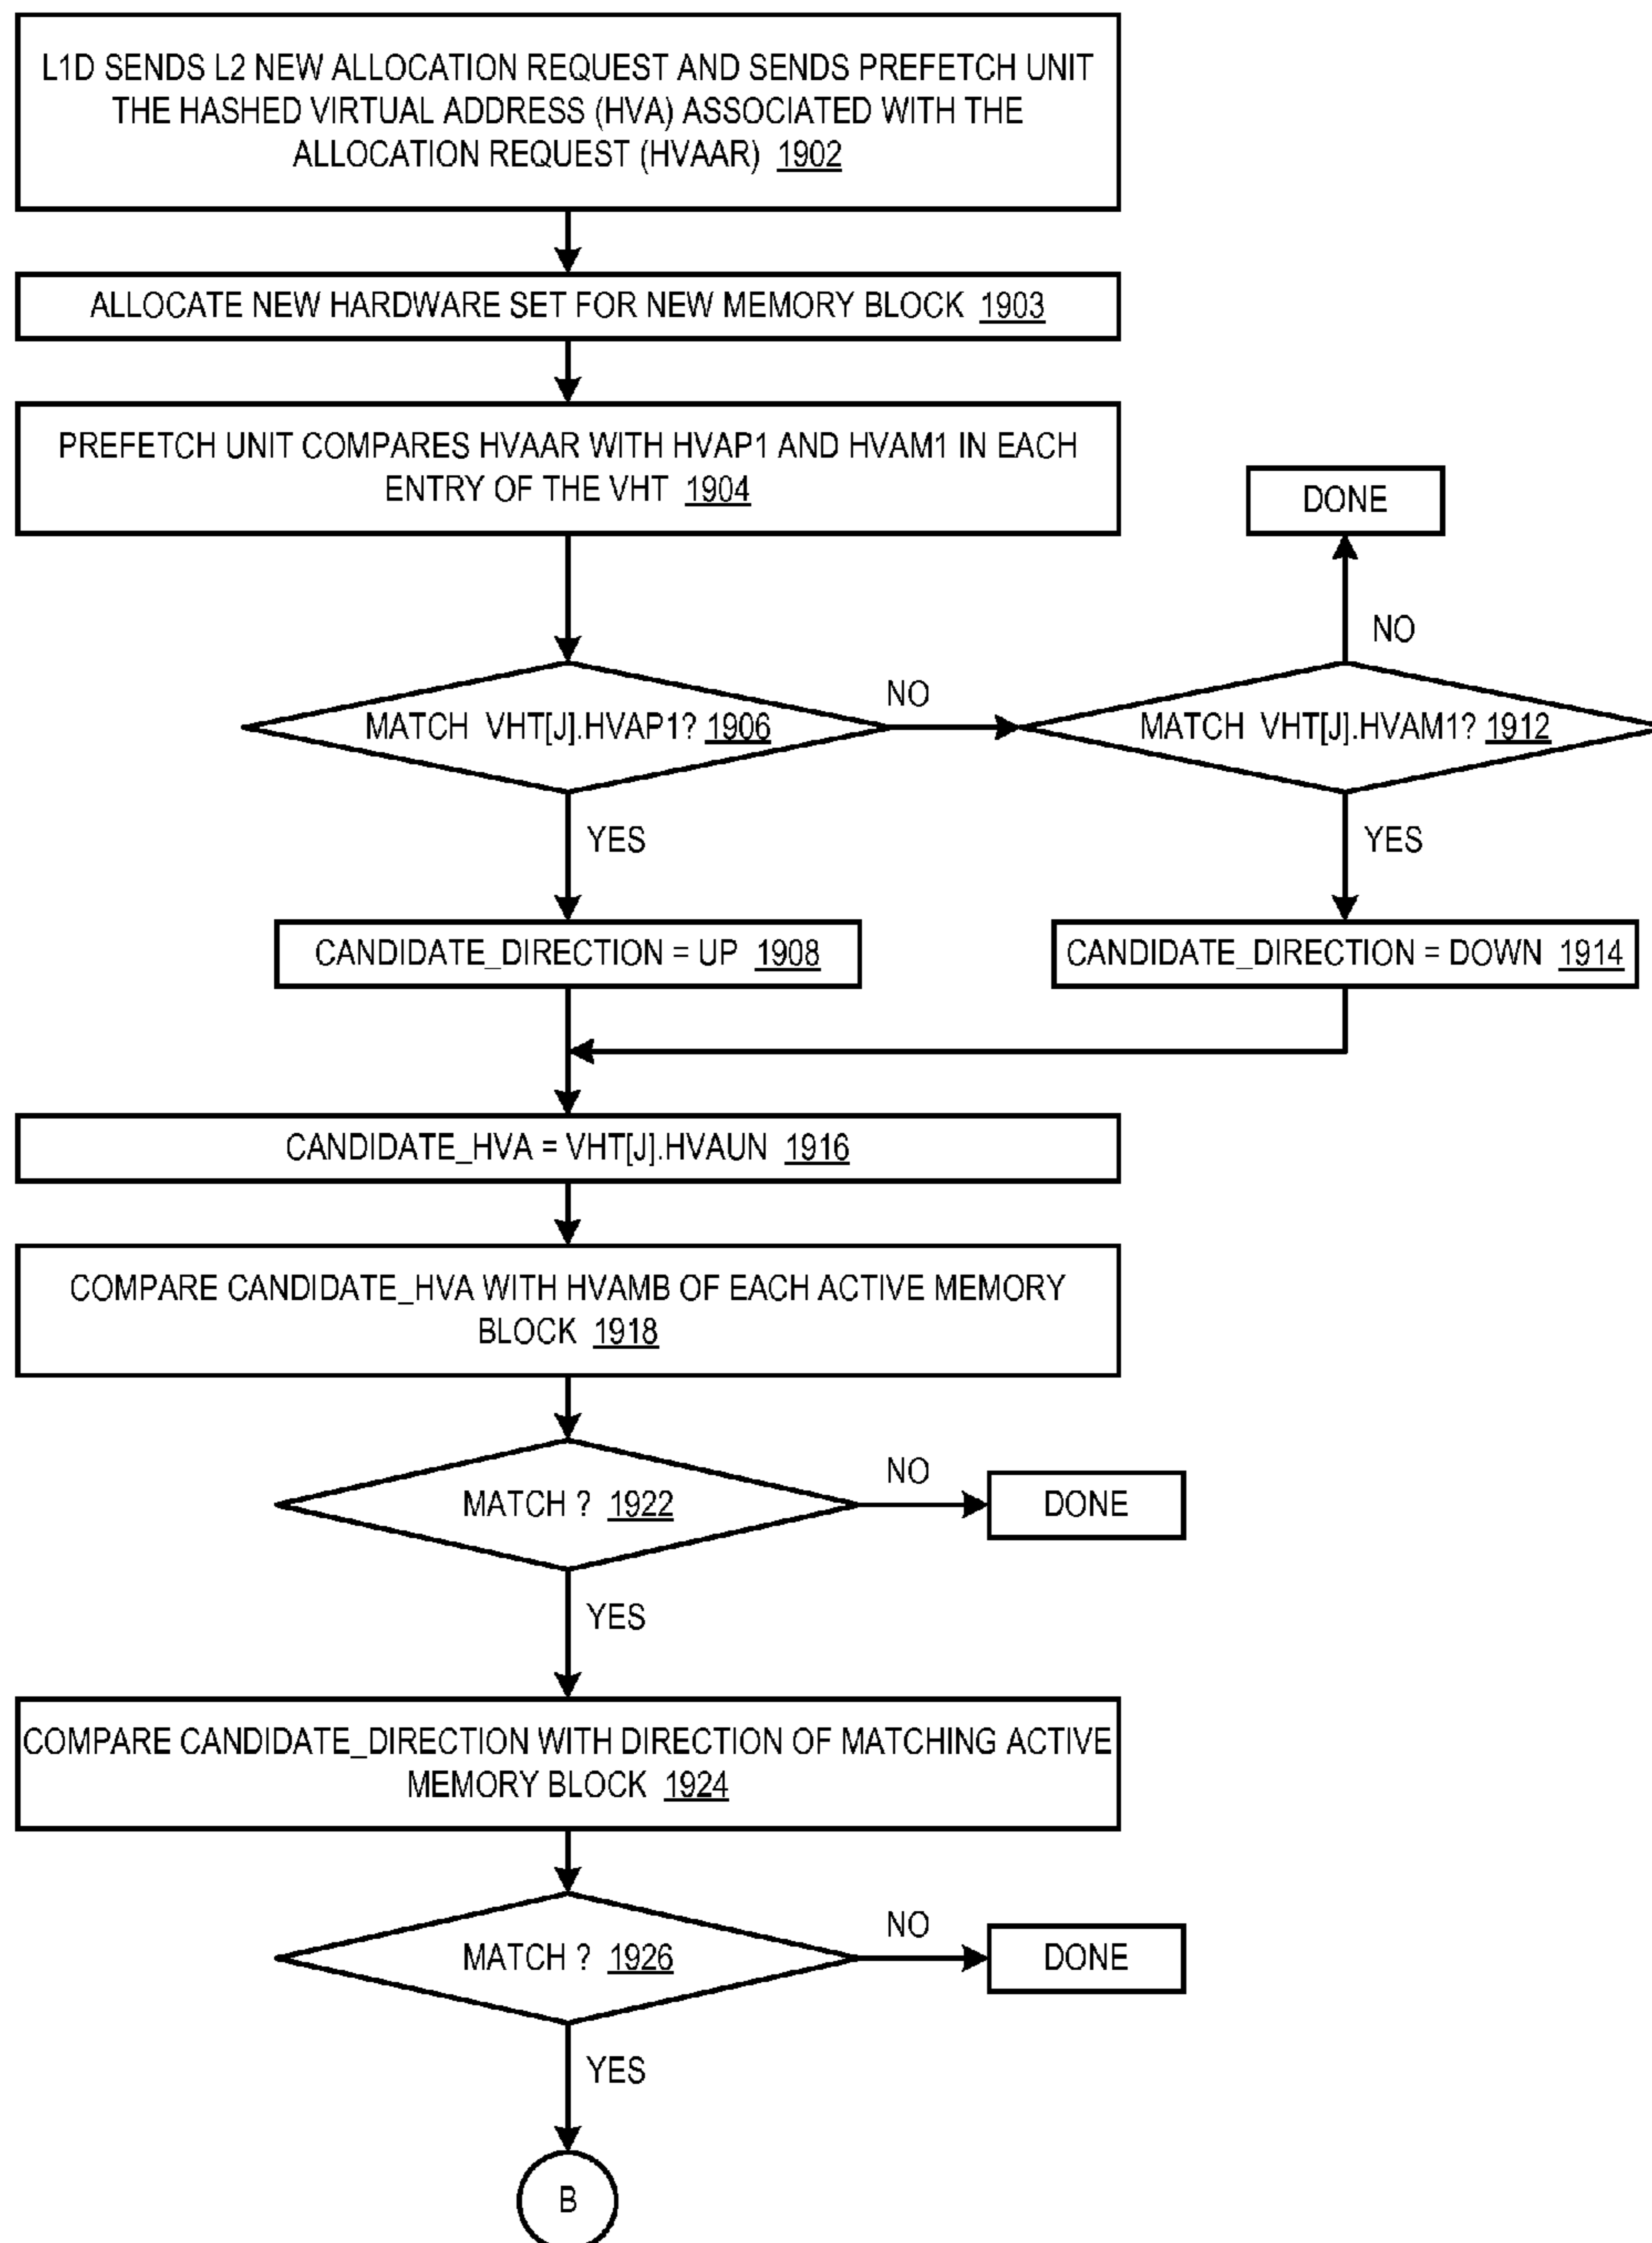 L1D SENDS L2 NEW ALLOCATION REQUEST AND SENDS PREFETCH UNIT
THE HASHED VIRTUAL ADDRESS (HVA) ASSOCIATED WITH THE
ALLOCATION REQUEST (HVAAR) 1902
ALLOCATE NEW HARDWARE SET FOR NEW MEMORY BLOCK 1903
PREFETCH UNIT COMPARES HVAAR WITH HVAP1 AND HVAM1 IN EACH
ENTRY OF THE VHT 1904
DONE
NO
MATCH VHT[J].HVAP1? 1906
NO
MATCH VHT[J].HVAM1? 1912
YES
YES
CANDIDATE_DIRECTION = UP 1908
CANDIDATE_DIRECTION = DOWN 1914
CANDIDATE_HVA = VHT[J].HVAUN 1916
COMPARE CANDIDATE_HVA WITH HVAMB OF EACH ACTIVE MEMORY
BLOCK 1918
MATCH ? 1922
NO
DONE
YES
COMPARE CANDIDATE_DIRECTION WITH DIRECTION OF MATCHING ACTIVE
MEMORY BLOCK 1924
MATCH ? 1926
NO
DONE
YES
B